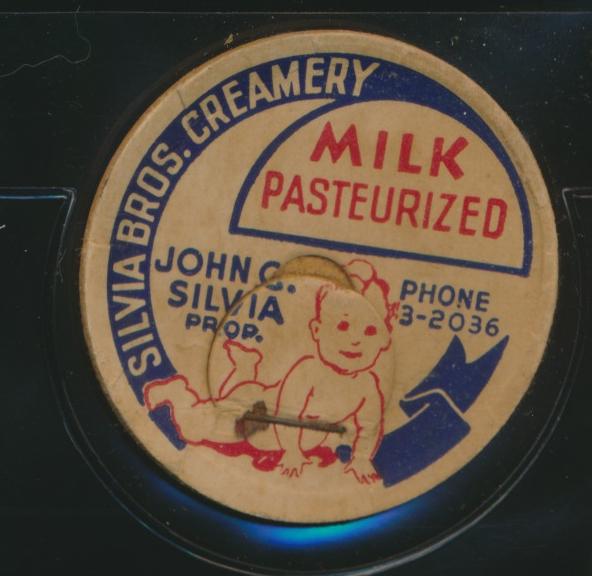 SILVIA BROS. CREAMERY
MILK
PASTEURIZED
JOHN G.
SILVIA
PROP.
PHONE
3-2036